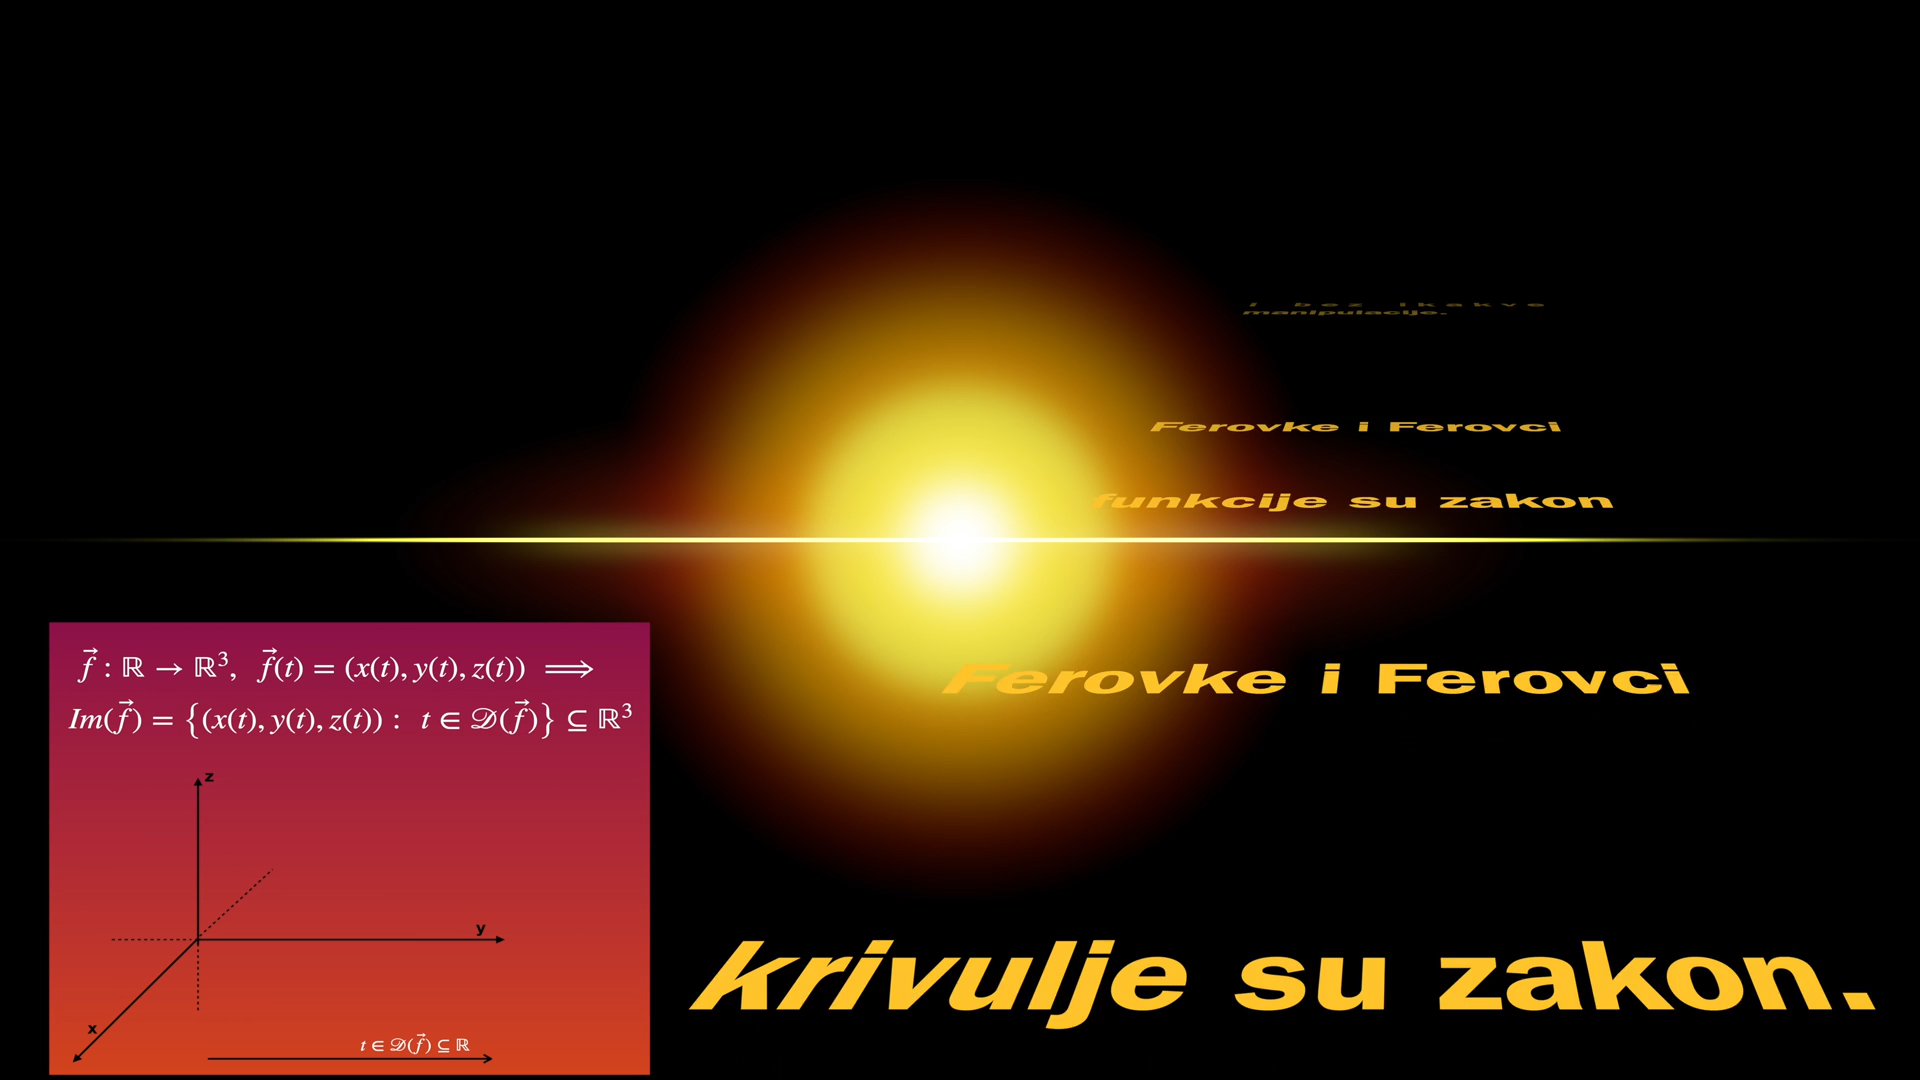 i bez ikakve
manipulacije.
Ferovke i Ferovci
funkcije su zakon
Ferovke i Ferovci
krivulje su zakon.
f⃗ : ℝ → ℝ³, f⃗(t) = (x(t), y(t), z(t)) ⟹
Im(f⃗) = {(x(t), y(t), z(t)) : t ∈ 𝒟(f⃗)} ⊆ ℝ³
z
y
x
t ∈ 𝒟(f⃗) ⊆ ℝ